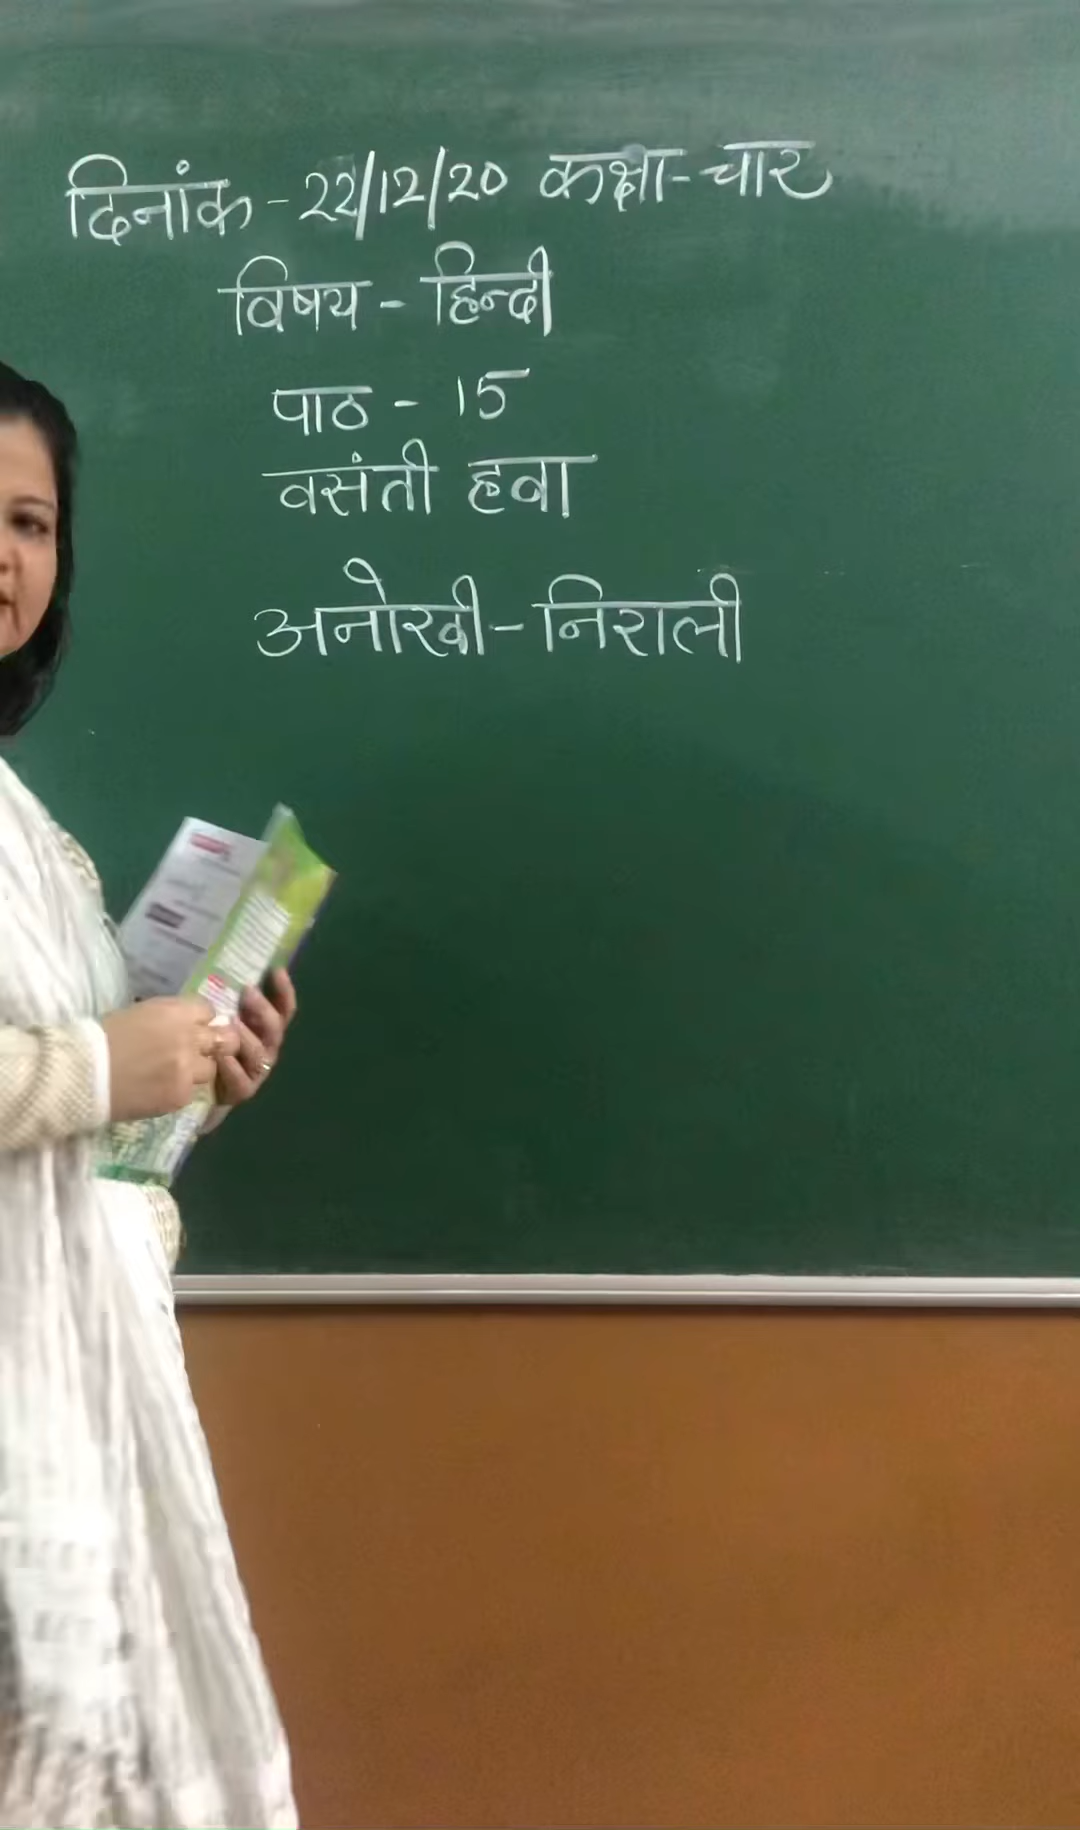 दिनांक - 22/12/20 कक्षा - चार
विषय - हिन्दी
पाठ - 15
वसंती हवा
अनोखी - निराली